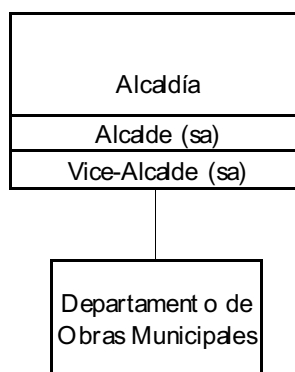 Alcaldía
Alcalde (sa)
Vice-Alcalde (sa)
Departament o de
Obras Municipales